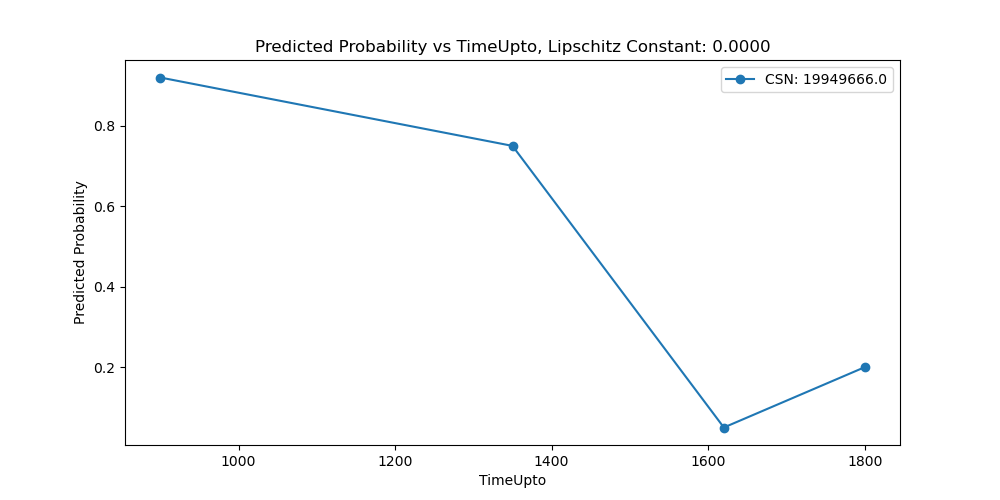 Predicted Probability vs TimeUpto, Lipschitz Constant: 0.0000
CSN: 19949666.0
Predicted Probability
0.8
0.6
0.4
0.2
1000 1200 1400 1600 1800
TimeUpto